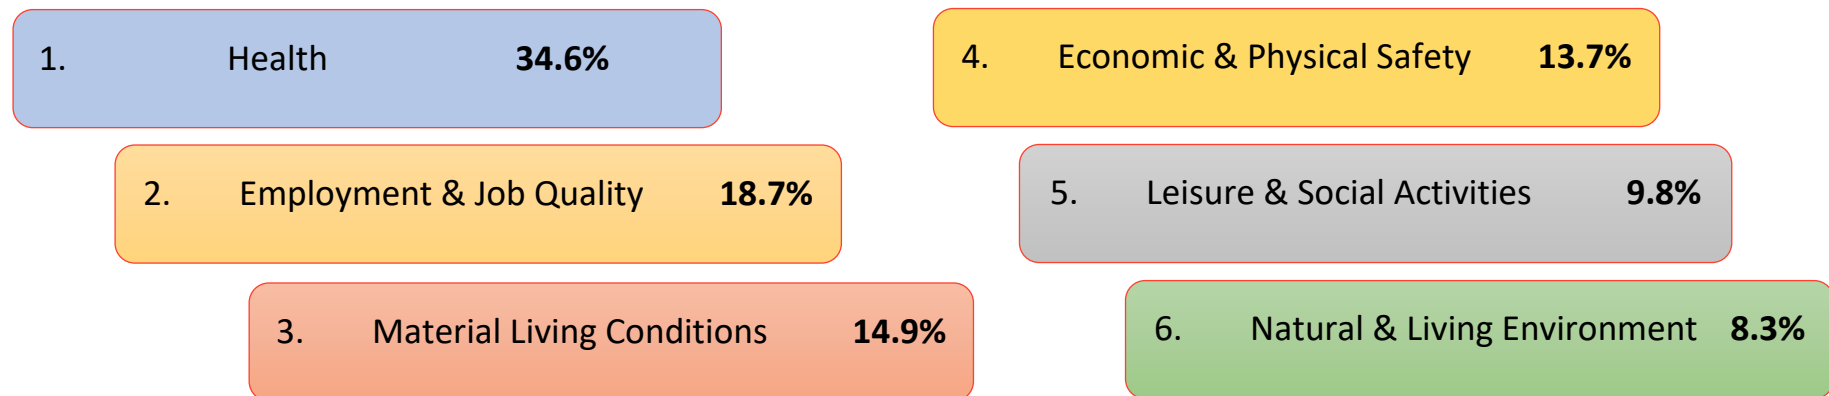 1. Health 34.6%
2. Employment & Job Quality 18.7%
3. Material Living Conditions 14.9%
4. Economic & Physical Safety 13.7%
5. Leisure & Social Activities 9.8%
6. Natural & Living Environment 8.3%